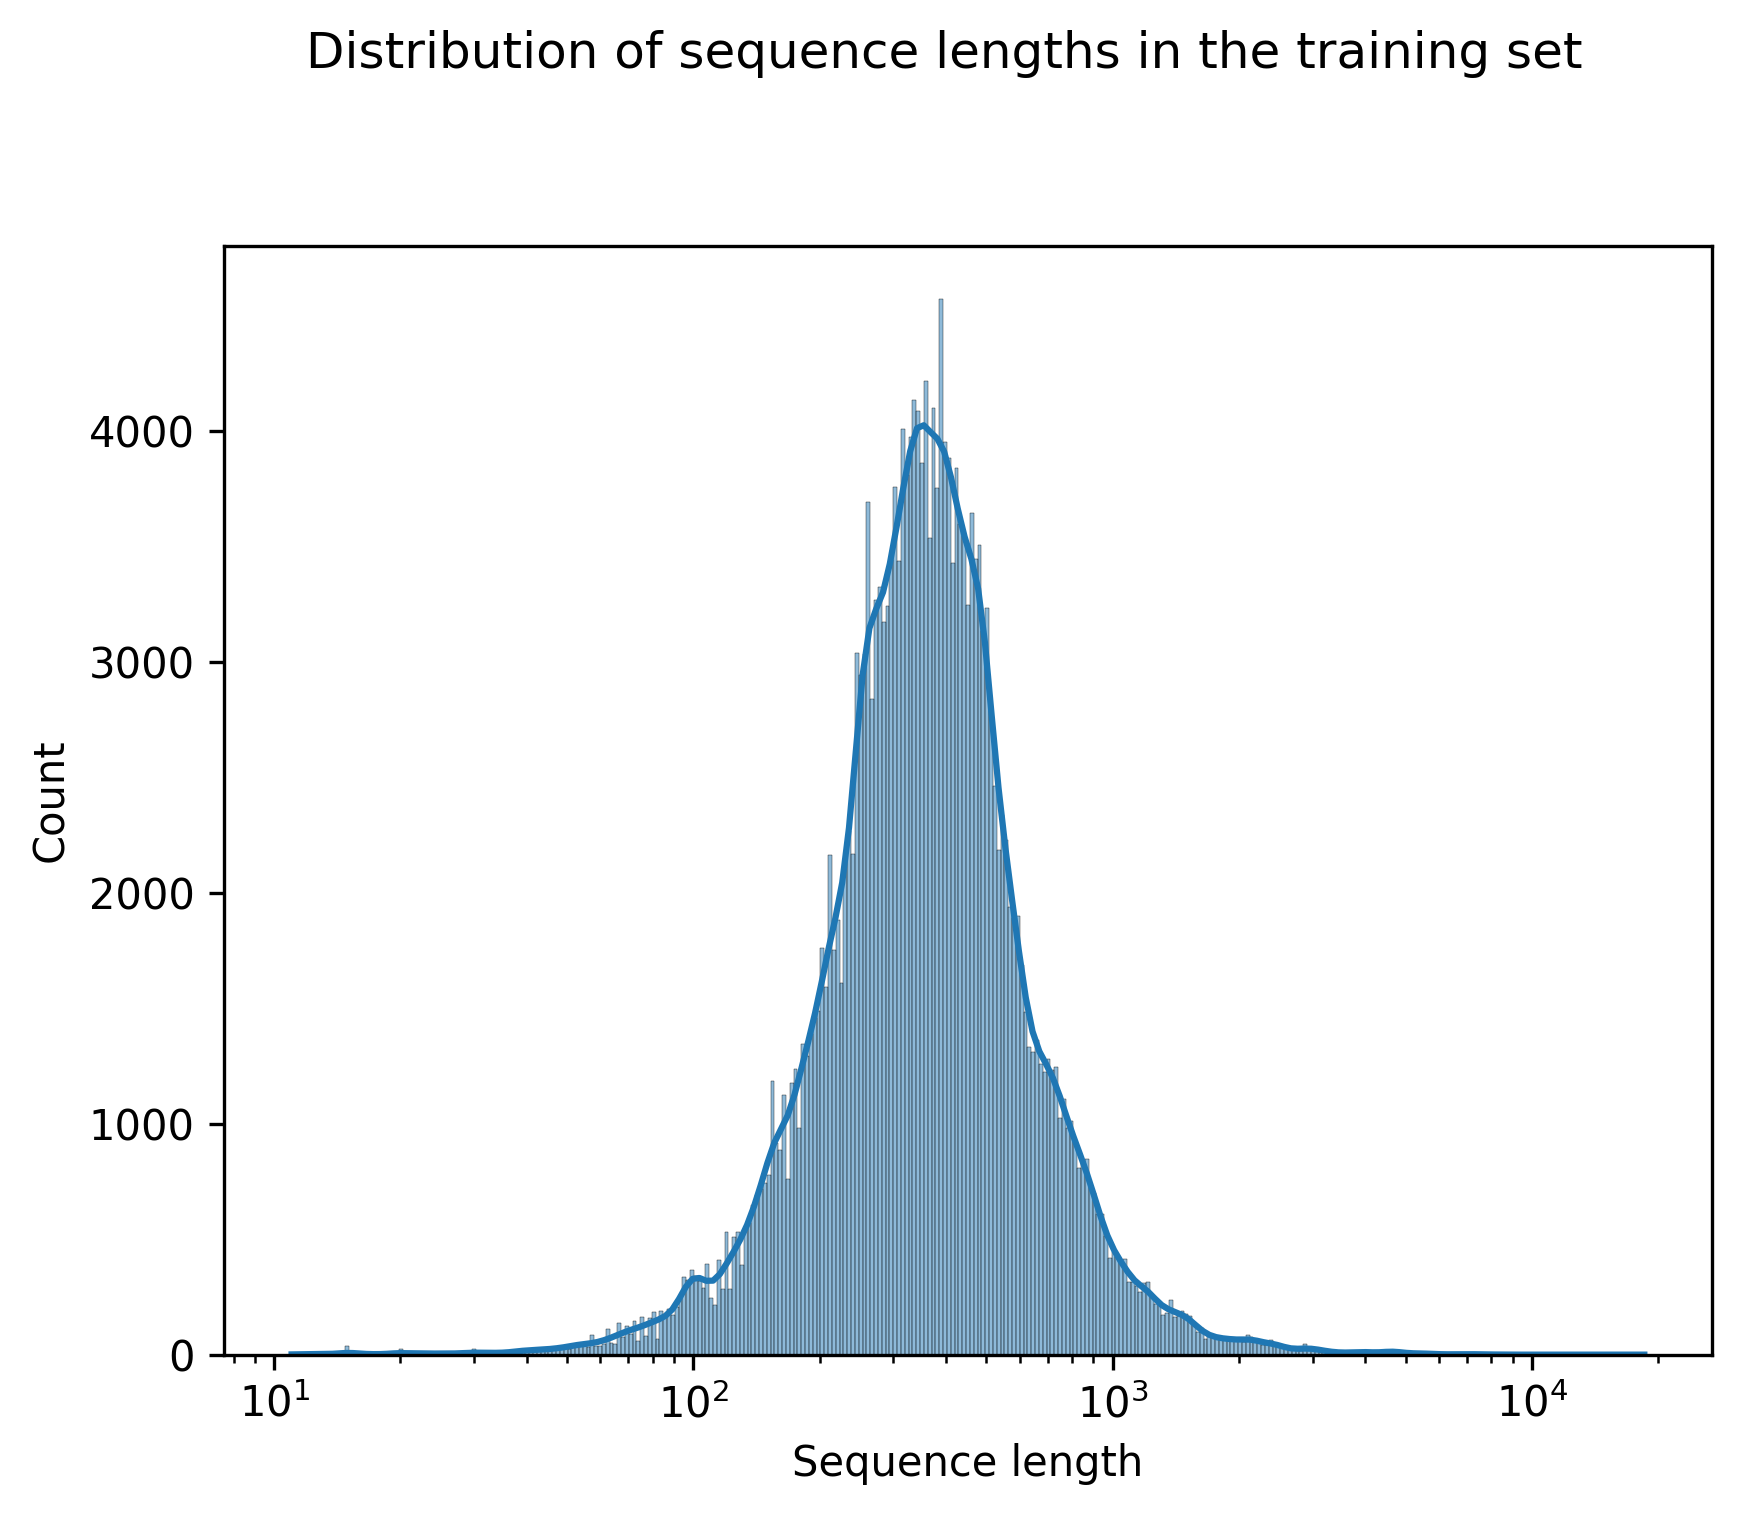 Distribution of sequence lengths in the training set
Count
4000
3000
2000
1000
0
10¹ 10² 10³ 10⁴
Sequence length